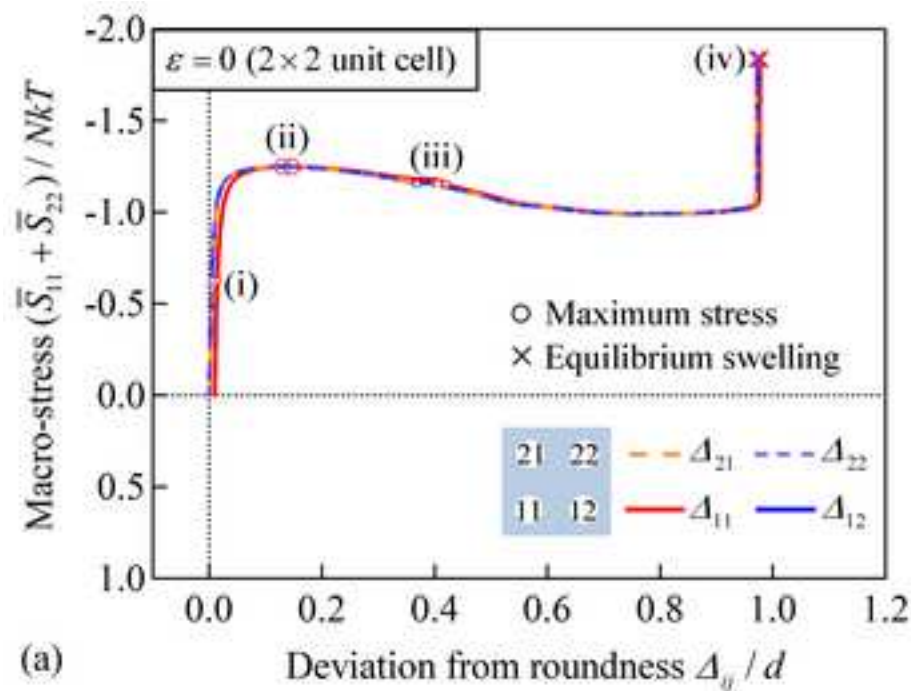 -2.0
ε = 0 (2 × 2 unit cell)
(iv)
-1.5
(ii)
(iii)
-1.0
(i)
-0.5
Maximum stress
Equilibrium swelling
0.0
21 22
Δ21
Δ22
0.5
11 12
Δ11
Δ12
1.0
0.0 0.2 0.4 0.6 0.8 1.0 1.2
Macro-stress (S̅11 + S̅22) / NkT
(a)
Deviation from roundness Δij / d